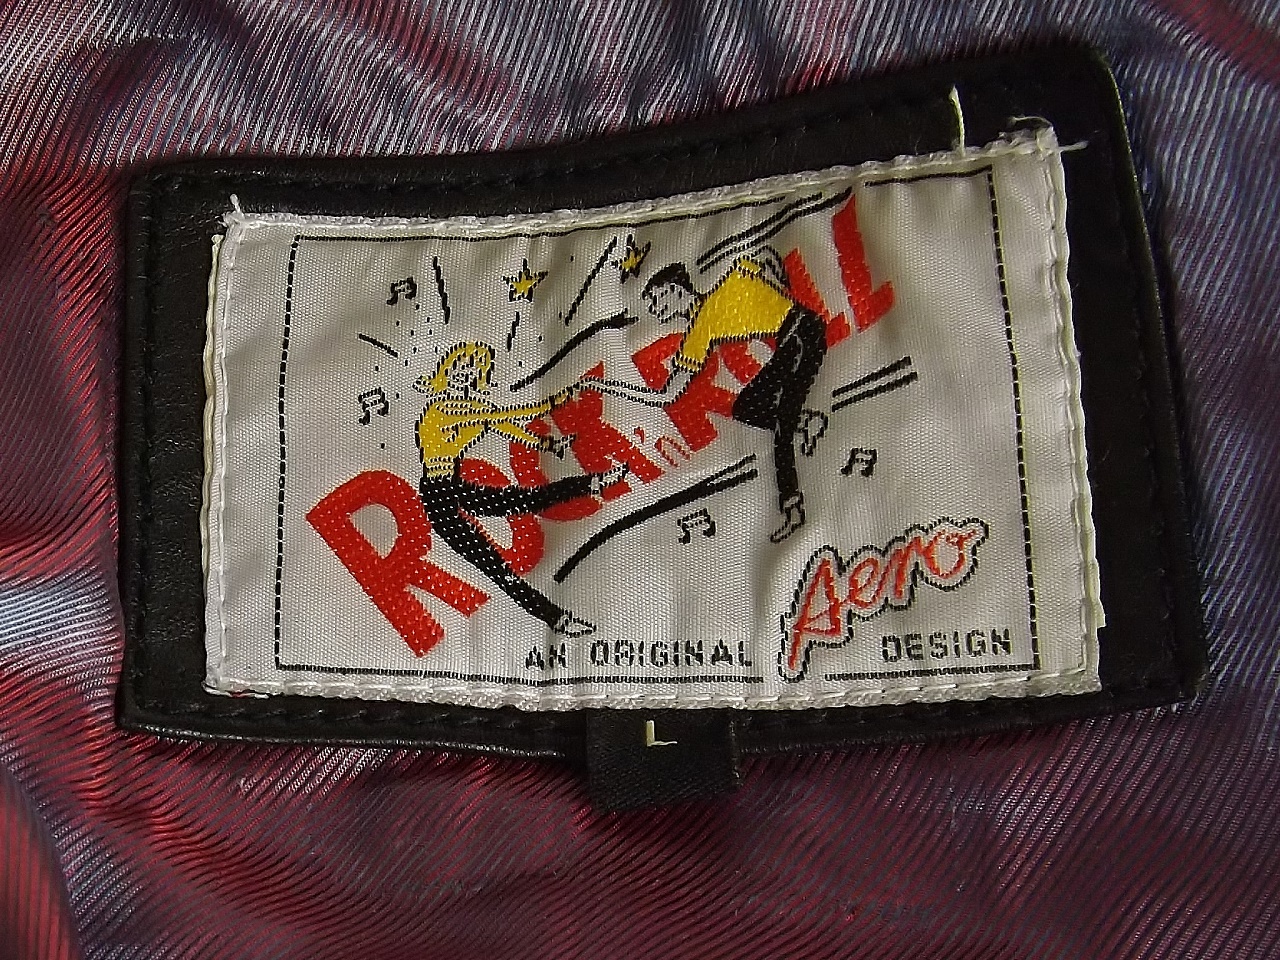 ROCK 'n' ROLL
AN ORIGINAL Aero DESIGN
L